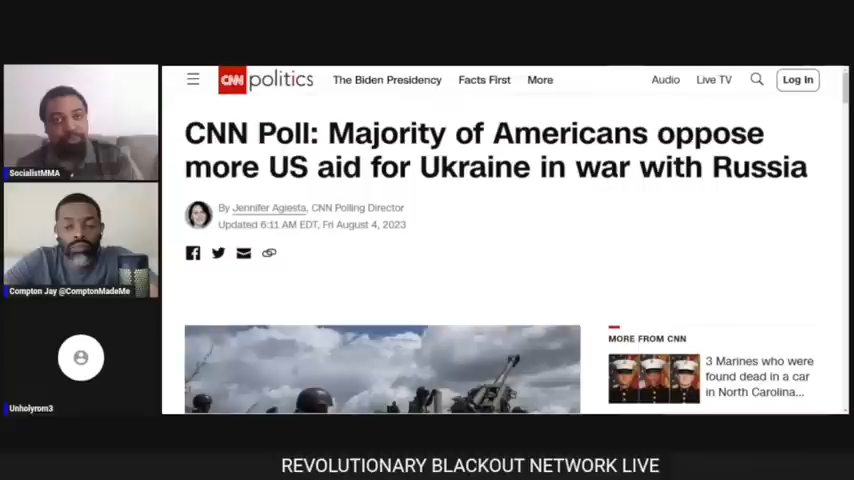 CNN politics The Biden Presidency Facts First More Audio Live TV Log In
CNN Poll: Majority of Americans oppose
more US aid for Ukraine in war with Russia
By Jennifer Agiesta, CNN Polling Director
Updated 6:11 AM EDT, Fri August 4, 2023
MORE FROM CNN
3 Marines who were
found dead in a car
in North Carolina...
SocialistMMA
Compton Jay @ComptonMadeMe
Unholyrom3
REVOLUTIONARY BLACKOUT NETWORK LIVE